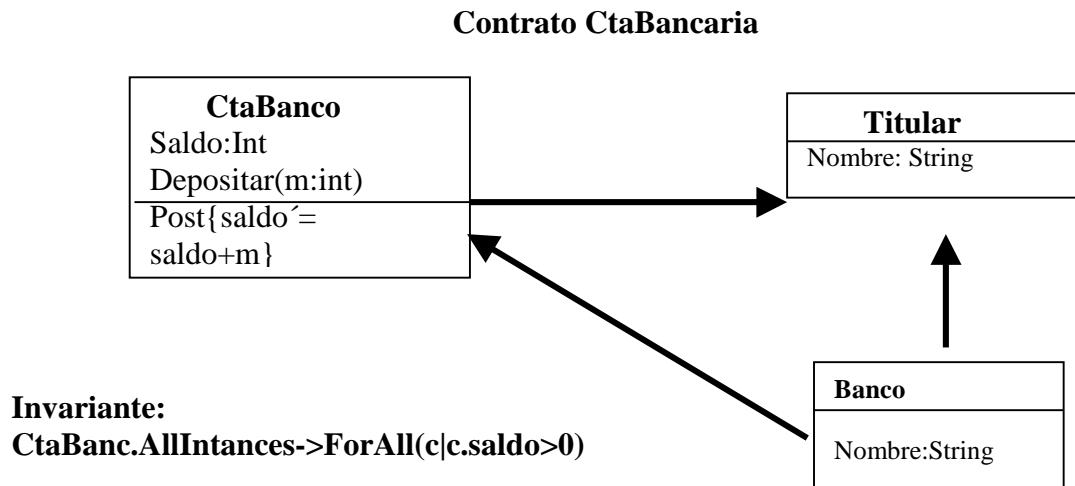 Contrato CtaBancaria
CtaBanco
Saldo:Int
Depositar(m:int)
Post{saldo´=
saldo+m}
Titular
Nombre: String
Banco
Nombre:String
Invariante:
CtaBanc.AllIntances->ForAll(c|c.saldo>0)